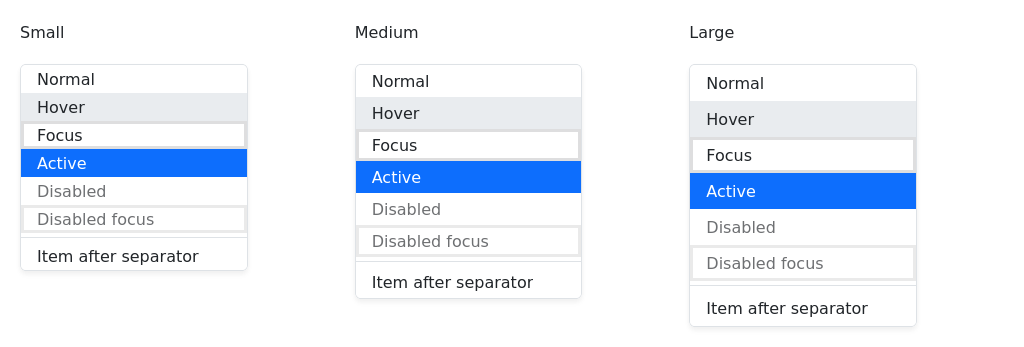 Small
Normal
Hover
Focus
Active
Disabled
Disabled focus
Item after separator
Medium
Normal
Hover
Focus
Active
Disabled
Disabled focus
Item after separator
Large
Normal
Hover
Focus
Active
Disabled
Disabled focus
Item after separator